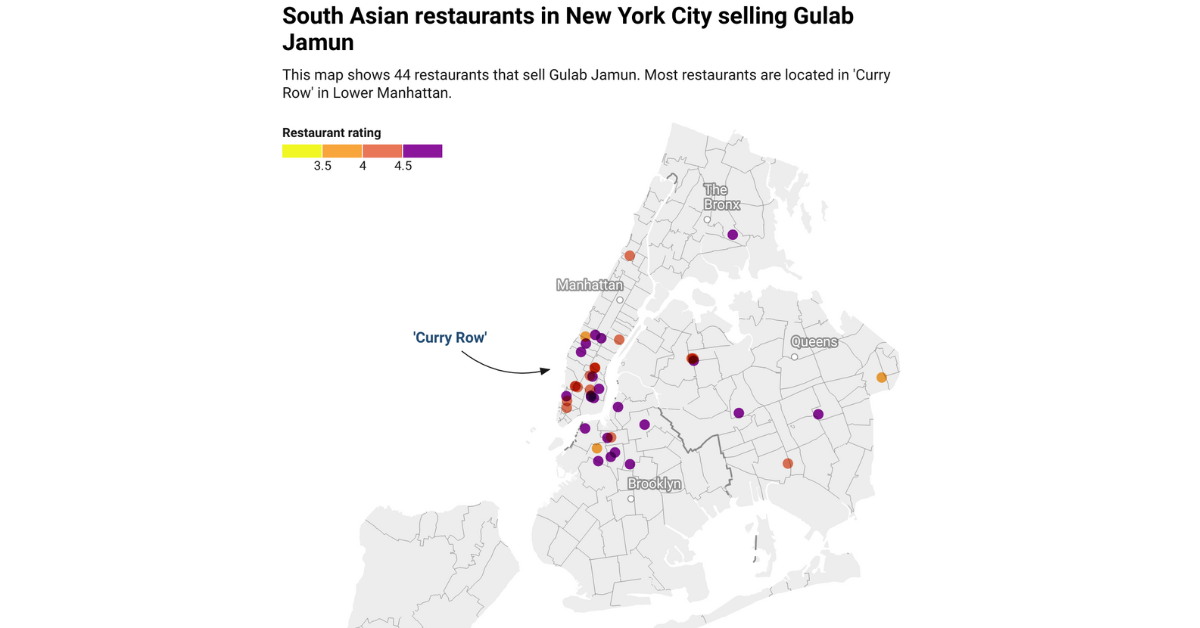 South Asian restaurants in New York City selling Gulab
Jamun
This map shows 44 restaurants that sell Gulab Jamun. Most restaurants are located in 'Curry
Row' in Lower Manhattan.
Restaurant rating
3.5 4 4.5
The
Bronx
Manhattan
'Curry Row'
Queens
Brooklyn